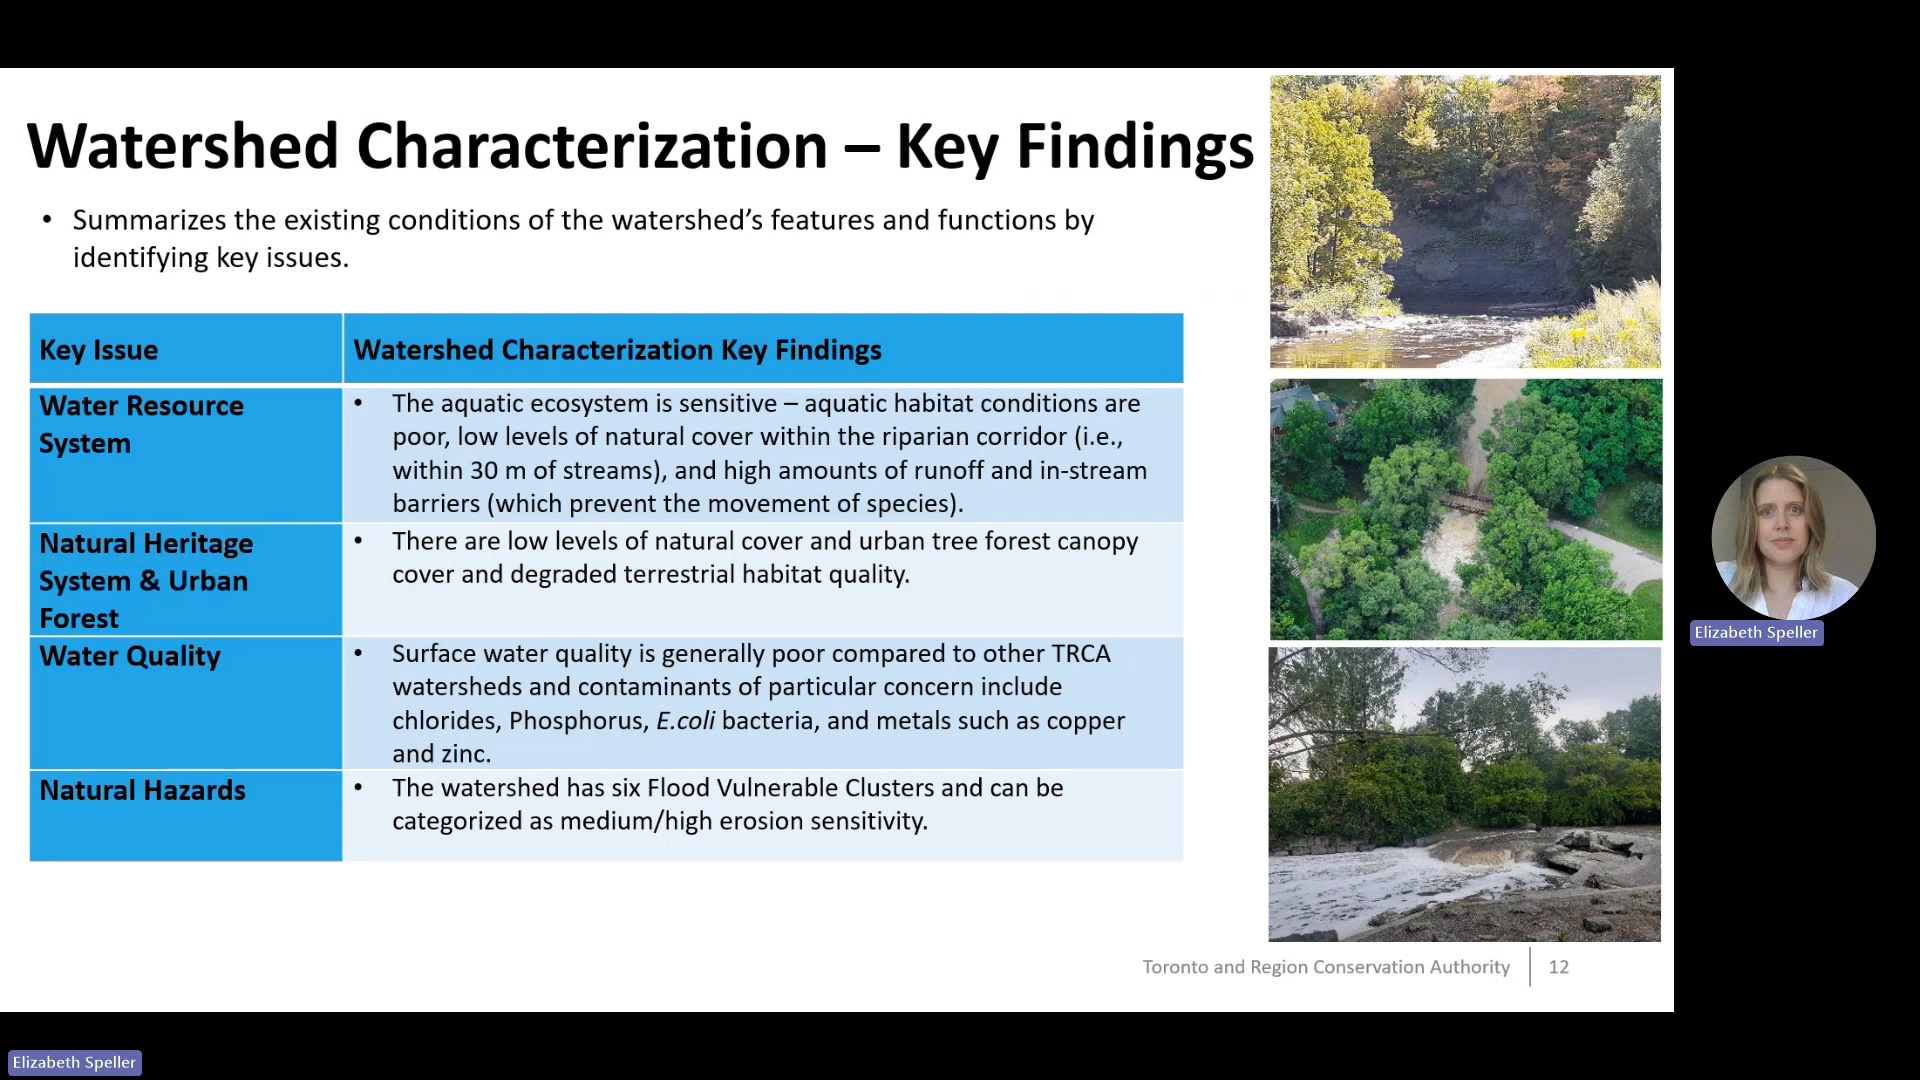 Watershed Characterization – Key Findings
• Summarizes the existing conditions of the watershed’s features and functions by
identifying key issues.
Key Issue
Watershed Characterization Key Findings
Water Resource
System
• The aquatic ecosystem is sensitive – aquatic habitat conditions are
poor, low levels of natural cover within the riparian corridor (i.e.,
within 30 m of streams), and high amounts of runoff and in-stream
barriers (which prevent the movement of species).
Natural Heritage
System & Urban
Forest
• There are low levels of natural cover and urban tree forest canopy
cover and degraded terrestrial habitat quality.
Water Quality
• Surface water quality is generally poor compared to other TRCA
watersheds and contaminants of particular concern include
chlorides, Phosphorus, E.coli bacteria, and metals such as copper
and zinc.
Natural Hazards
• The watershed has six Flood Vulnerable Clusters and can be
categorized as medium/high erosion sensitivity.
Toronto and Region Conservation Authority
12
Elizabeth Speller
Elizabeth Speller